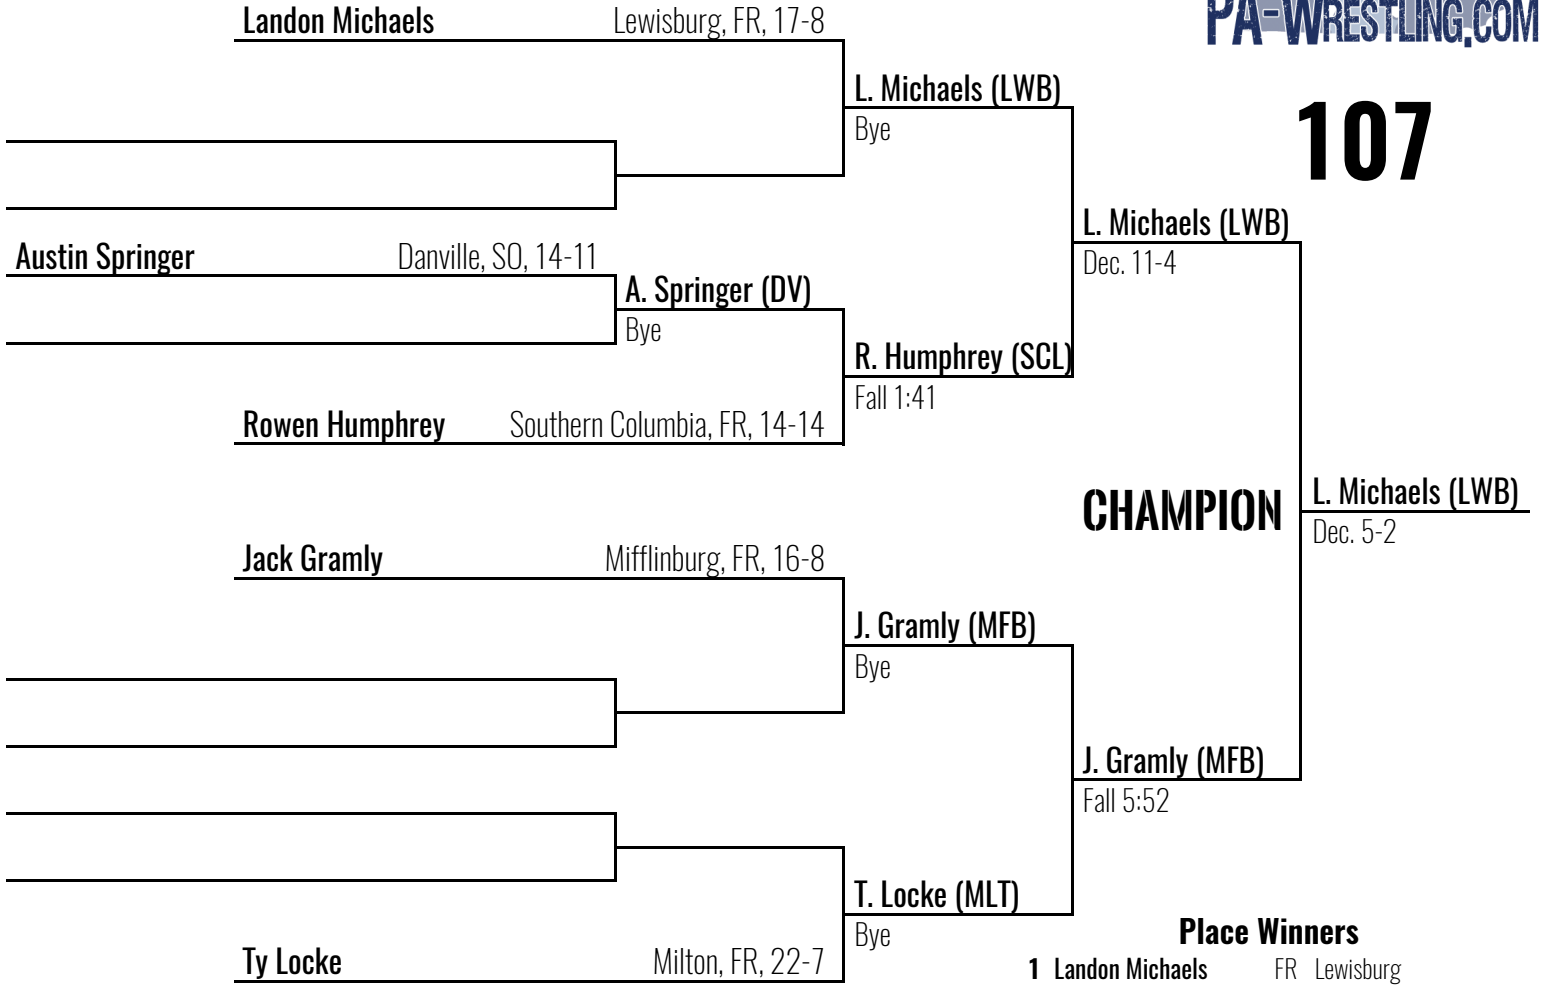 PA-WRESTLING.COM
107
Landon Michaels Lewisburg, FR, 17-8
L. Michaels (LWB)
Bye
L. Michaels (LWB)
Dec. 11-4
Austin Springer Danville, SO, 14-11
A. Springer (DV)
Bye
R. Humphrey (SCL)
Fall 1:41
Rowen Humphrey Southern Columbia, FR, 14-14
CHAMPION
L. Michaels (LWB)
Dec. 5-2
Jack Gramly Mifflinburg, FR, 16-8
J. Gramly (MFB)
Bye
J. Gramly (MFB)
Fall 5:52
T. Locke (MLT)
Bye
Ty Locke Milton, FR, 22-7
Place Winners
1 Landon Michaels FR Lewisburg